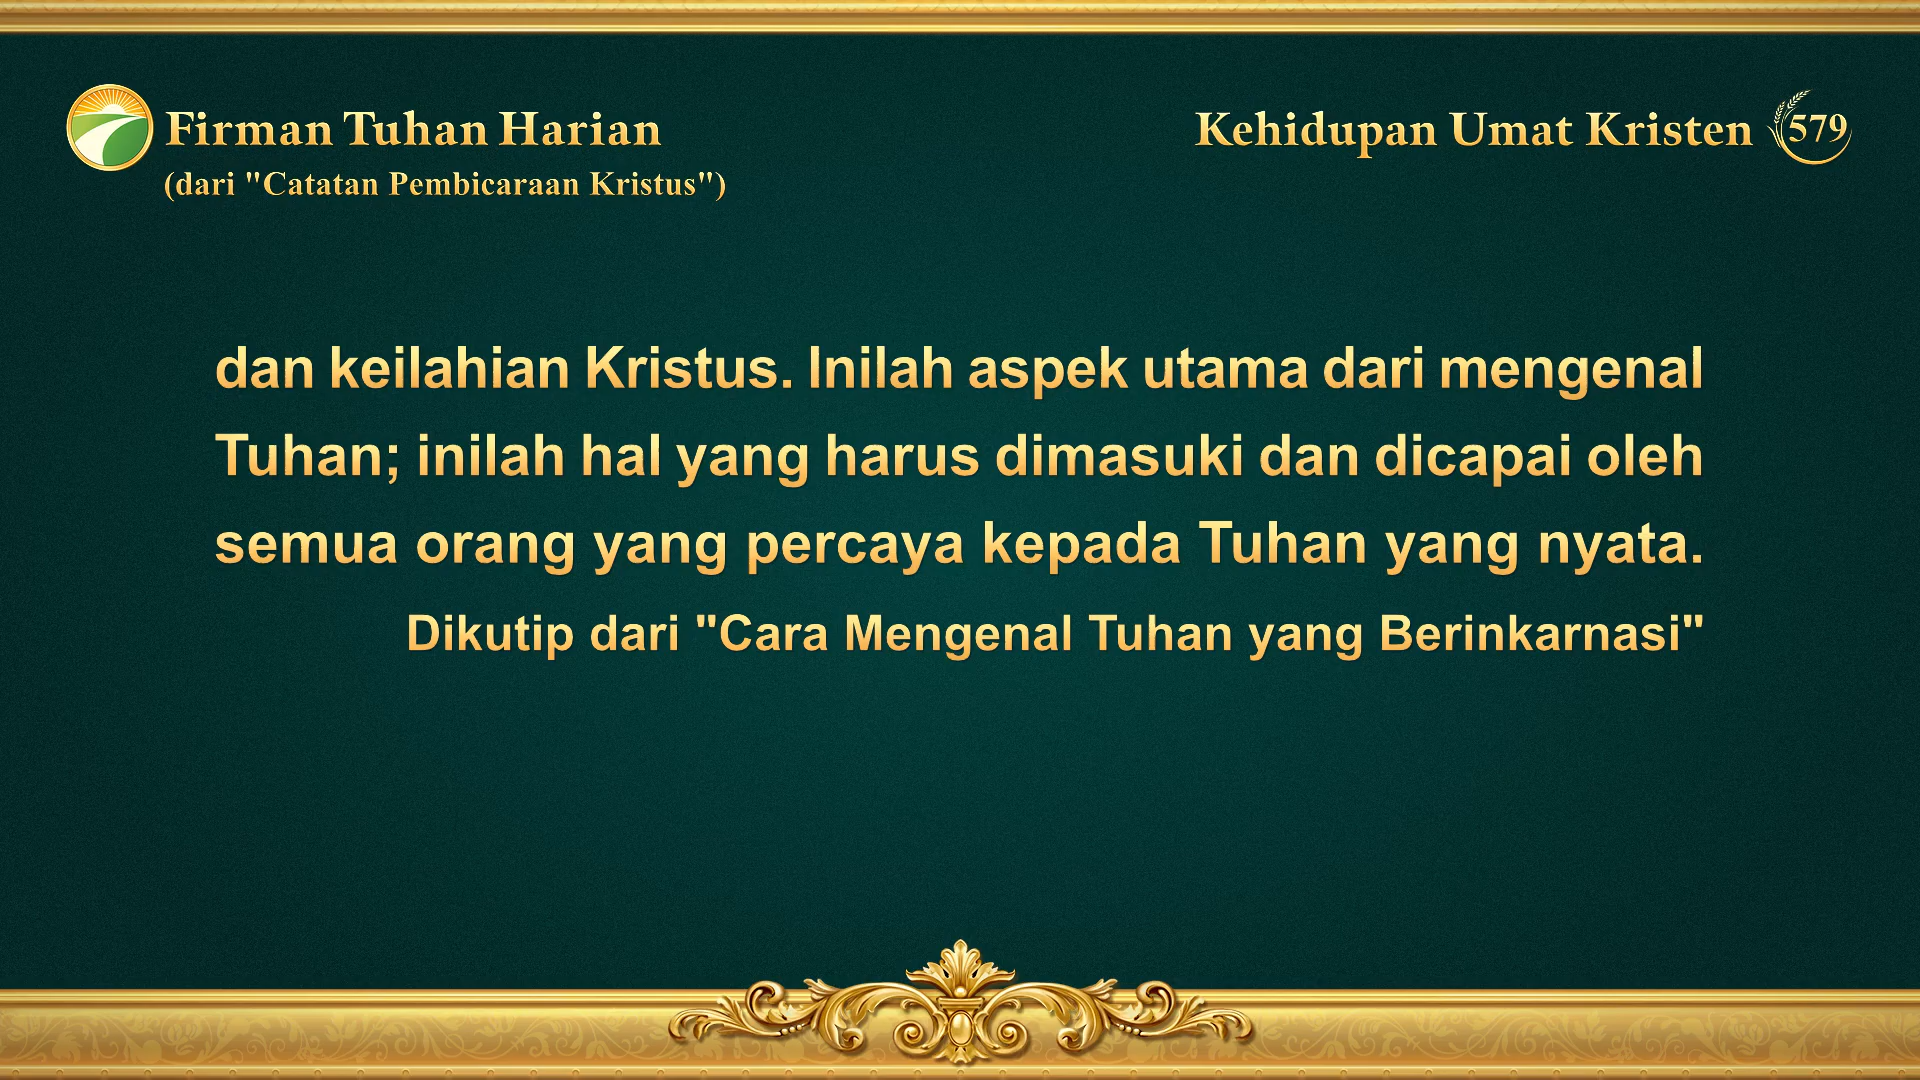 Firman Tuhan Harian
(dari "Catatan Pembicaraan Kristus")
Kehidupan Umat Kristen 579
dan keilahian Kristus. Inilah aspek utama dari mengenal
Tuhan; inilah hal yang harus dimasuki dan dicapai oleh
semua orang yang percaya kepada Tuhan yang nyata.
Dikutip dari "Cara Mengenal Tuhan yang Berinkarnasi"